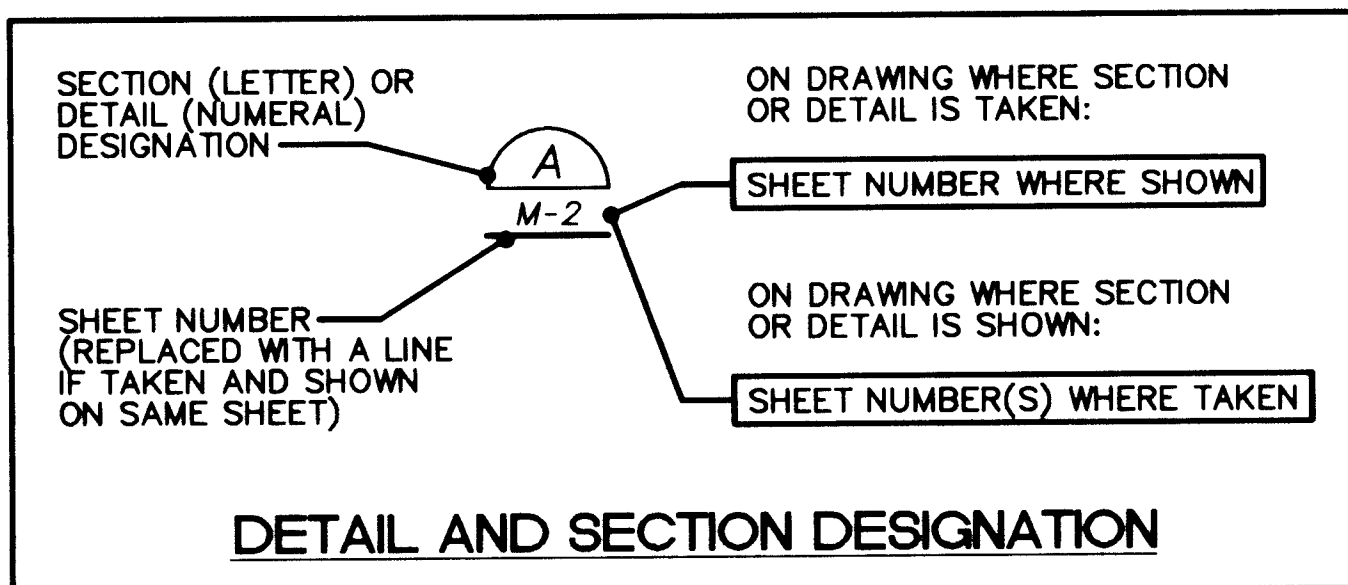 SECTION (LETTER) OR
DETAIL (NUMERAL)
DESIGNATION
A
M-2
SHEET NUMBER
(REPLACED WITH A LINE
IF TAKEN AND SHOWN
ON SAME SHEET)
ON DRAWING WHERE SECTION
OR DETAIL IS TAKEN:
SHEET NUMBER WHERE SHOWN
ON DRAWING WHERE SECTION
OR DETAIL IS SHOWN:
SHEET NUMBER(S) WHERE TAKEN
DETAIL AND SECTION DESIGNATION